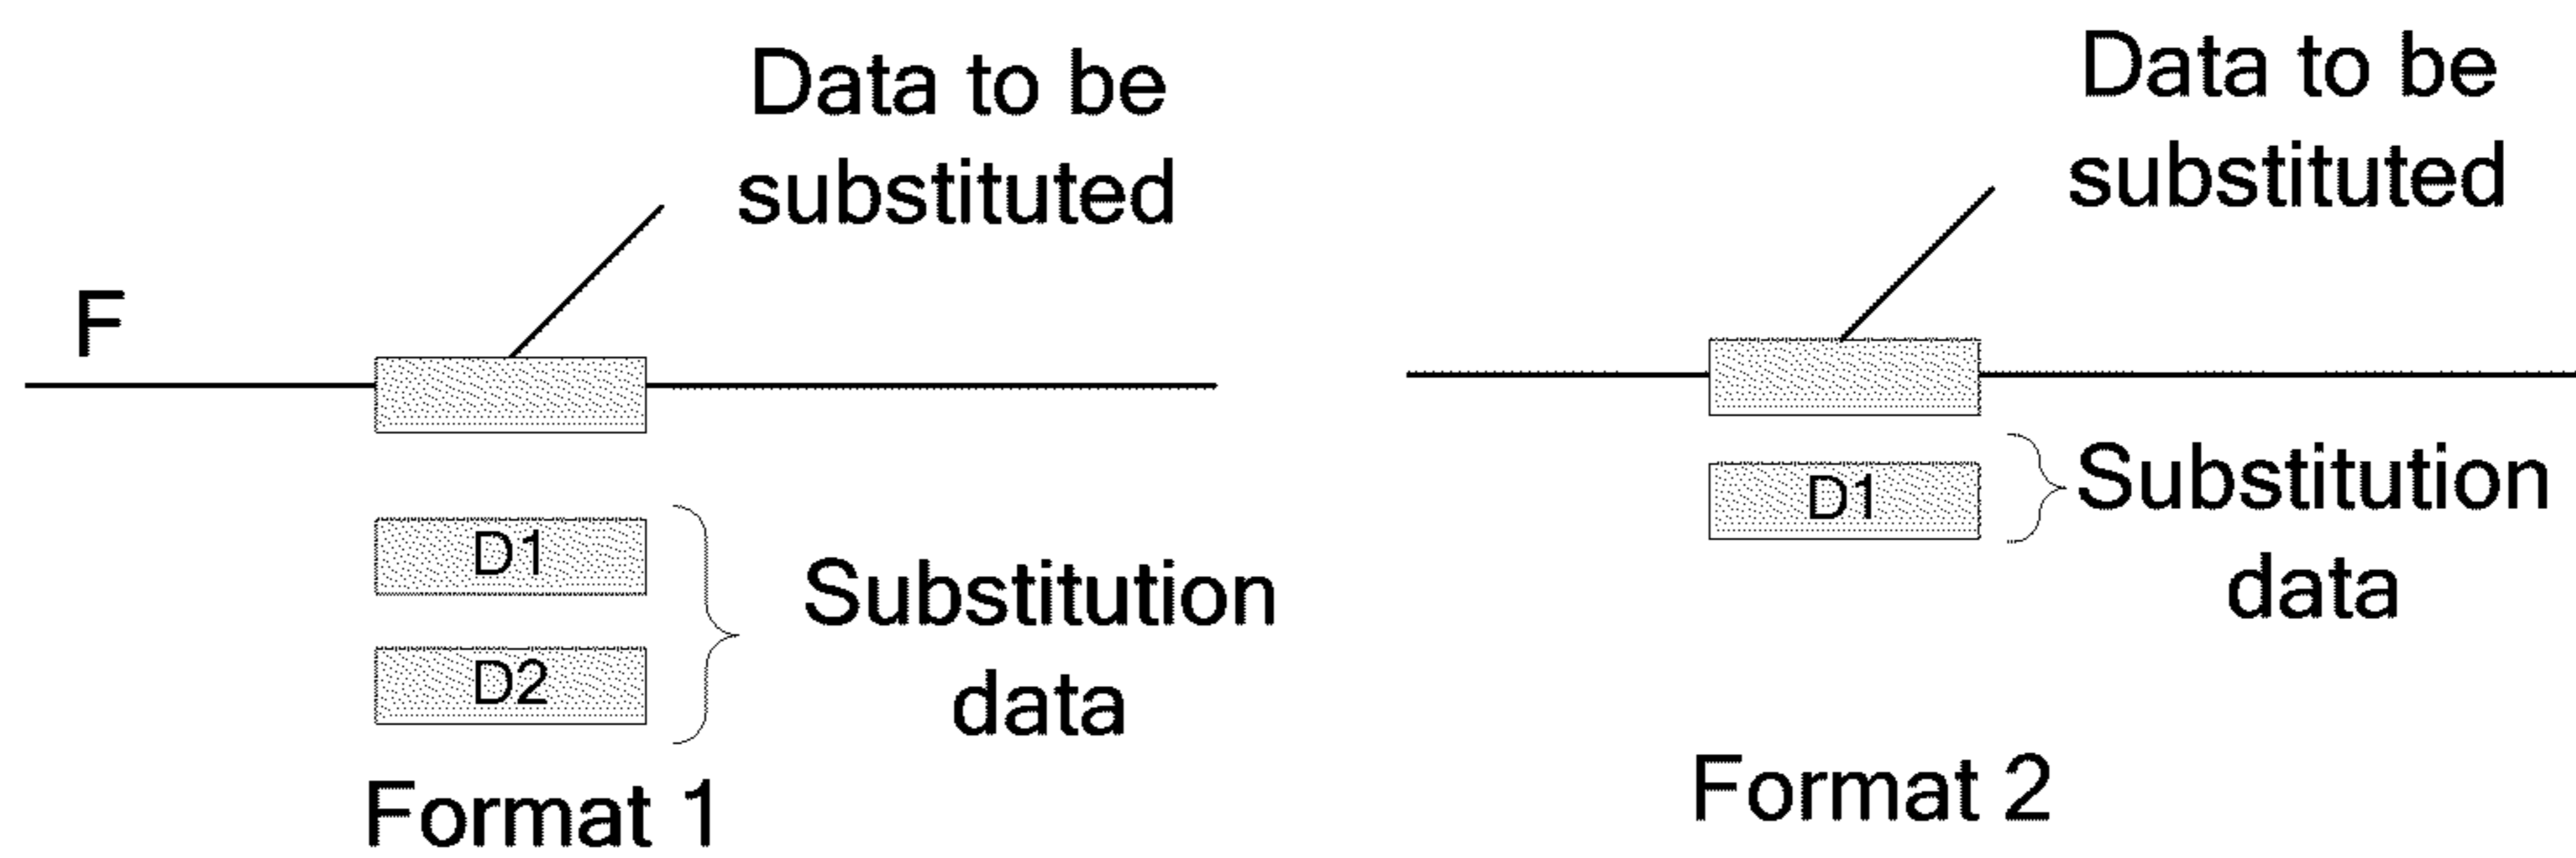 Data to be
substituted
F
D1
D2
Substitution
data
Format 1
Data to be
substituted
D1
Substitution
data
Format 2